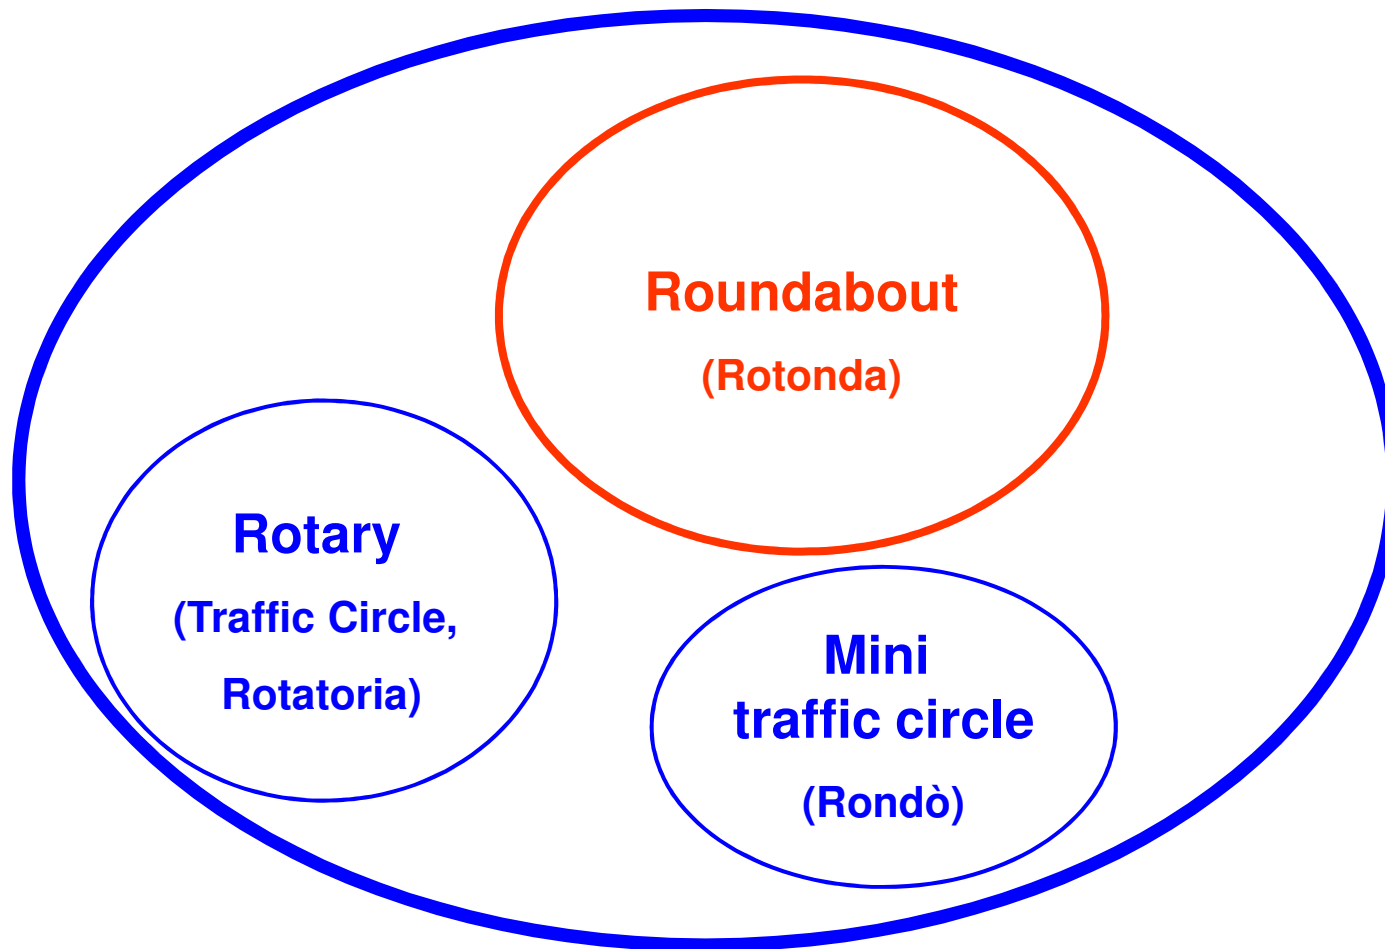 Roundabout
(Rotonda)
Rotary
(Traffic Circle,
Rotatoria)
Mini
traffic circle
(Rondò)